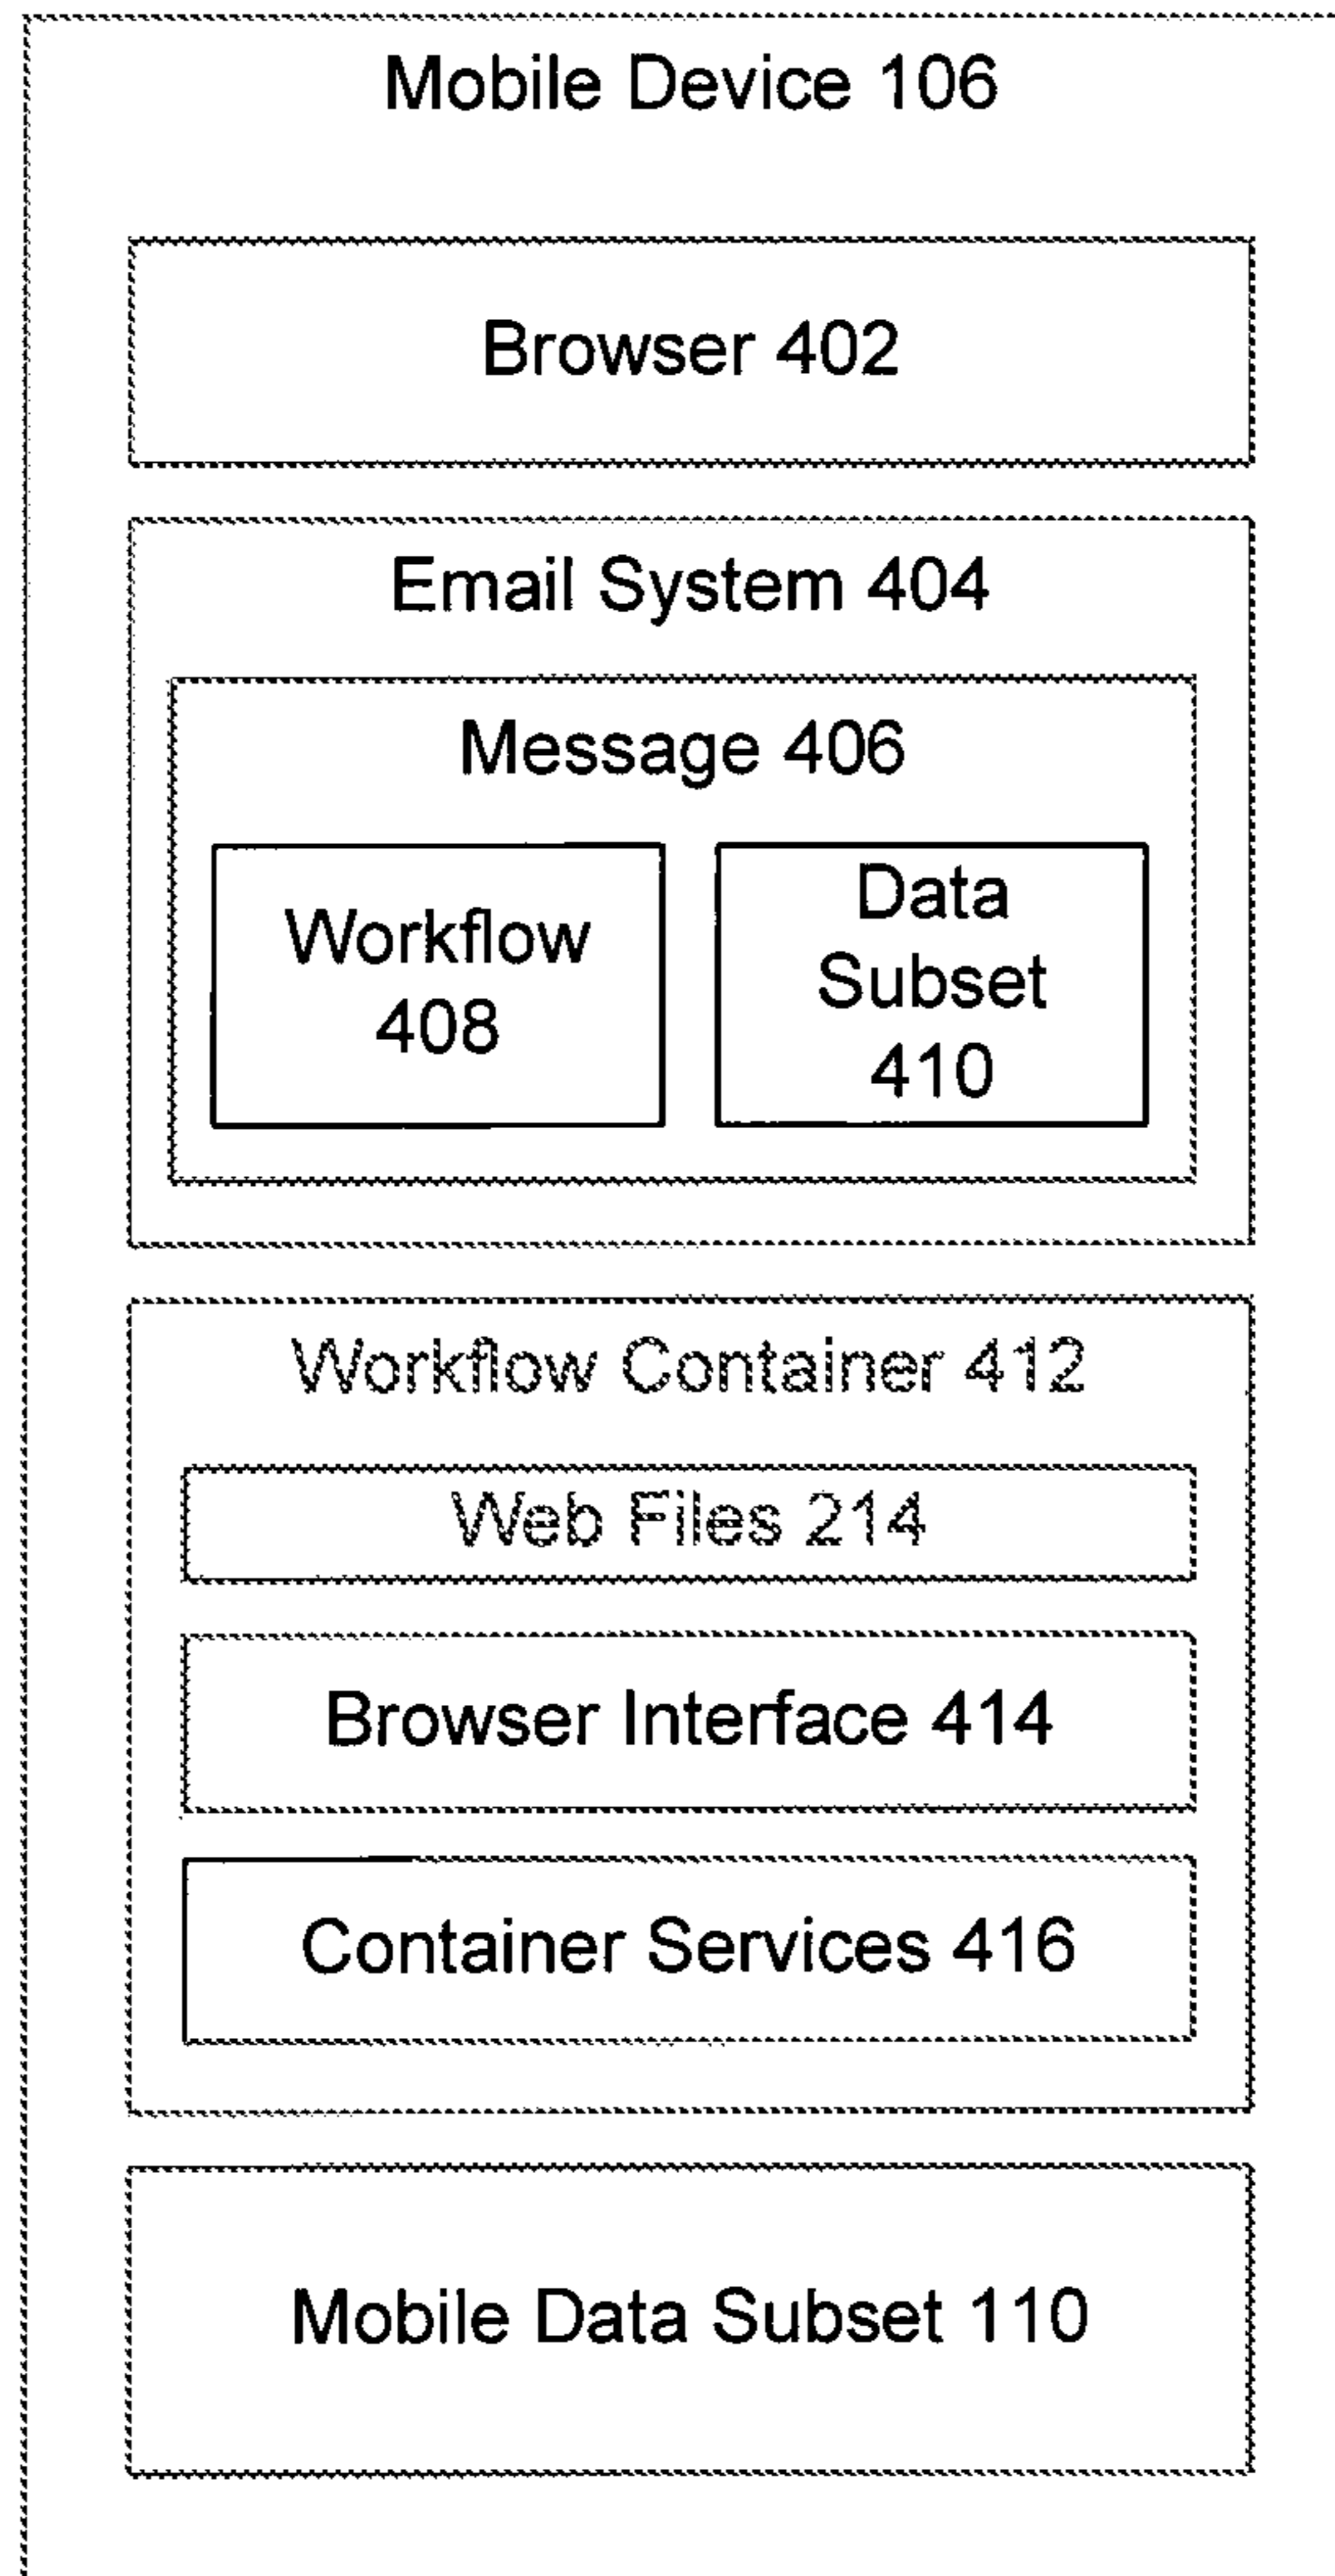 Mobile Device 106
Browser 402
Email System 404
Message 406
Workflow
408
Data
Subset
410
Workflow Container 412
Web Files 214
Browser Interface 414
Container Services 416
Mobile Data Subset 110